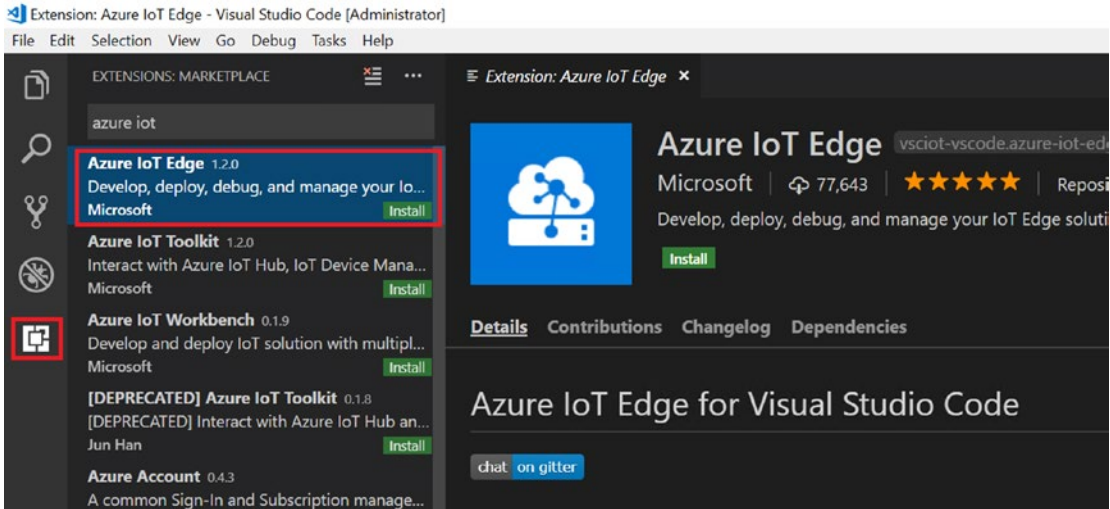 Extension: Azure IoT Edge - Visual Studio Code [Administrator]
File Edit Selection View Go Debug Tasks Help
EXTENSIONS: MARKETPLACE
azure iot
Azure IoT Edge 1.2.0
Develop, deploy, debug, and manage your Io...
Microsoft Install
Azure IoT Toolkit 1.2.0
Interact with Azure IoT Hub, IoT Device Mana...
Microsoft Install
Azure IoT Workbench 0.1.9
Develop and deploy IoT solution with multipl...
Microsoft Install
[DEPRECATED] Azure IoT Toolkit 0.1.8
[DEPRECATED] Interact with Azure IoT Hub an...
Jun Han Install
Azure Account 0.4.3
A common Sign-In and Subscription manage...
Extension: Azure IoT Edge
Azure IoT Edge vsciot-vscode.azure-iot-ed
Microsoft 77,643 Reposi
Develop, deploy, debug, and manage your IoT Edge soluti
Install
Details Contributions Changelog Dependencies
Azure IoT Edge for Visual Studio Code
chat on gitter